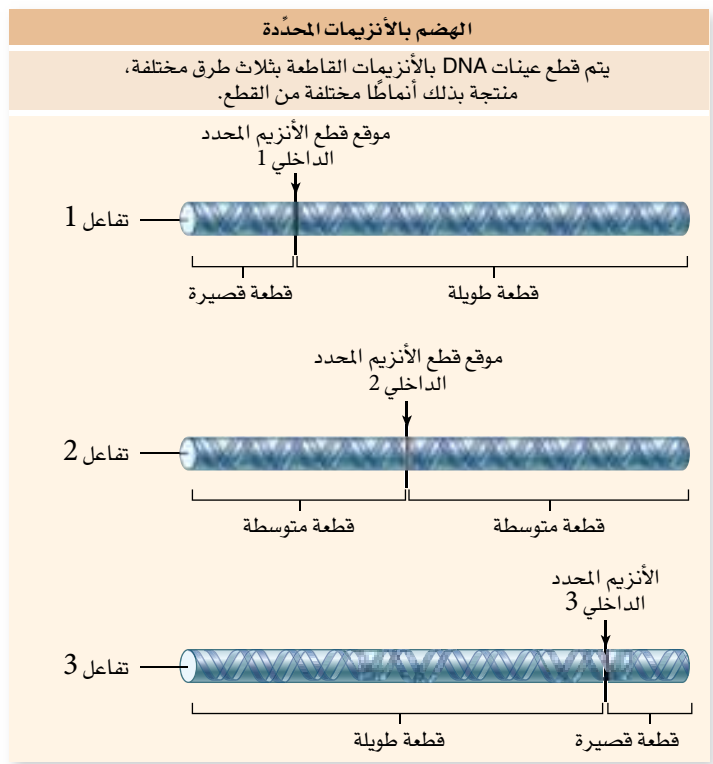 الهضم بالأنزيمات المحدِّدة
يتم قطع عينات DNA بالأنزيمات القاطعة بثلاث طرق مختلفة،
منتجة بذلك أنماطًا مختلفة من القطع.
موقع قطع الأنزيم المحدد
الداخلي 1
تفاعل 1
قطعة قصيرة
قطعة طويلة
موقع قطع الأنزيم المحدد
الداخلي 2
تفاعل 2
قطعة متوسطة
قطعة متوسطة
الأنزيم المحدد
الداخلي 3
تفاعل 3
قطعة طويلة
قطعة قصيرة